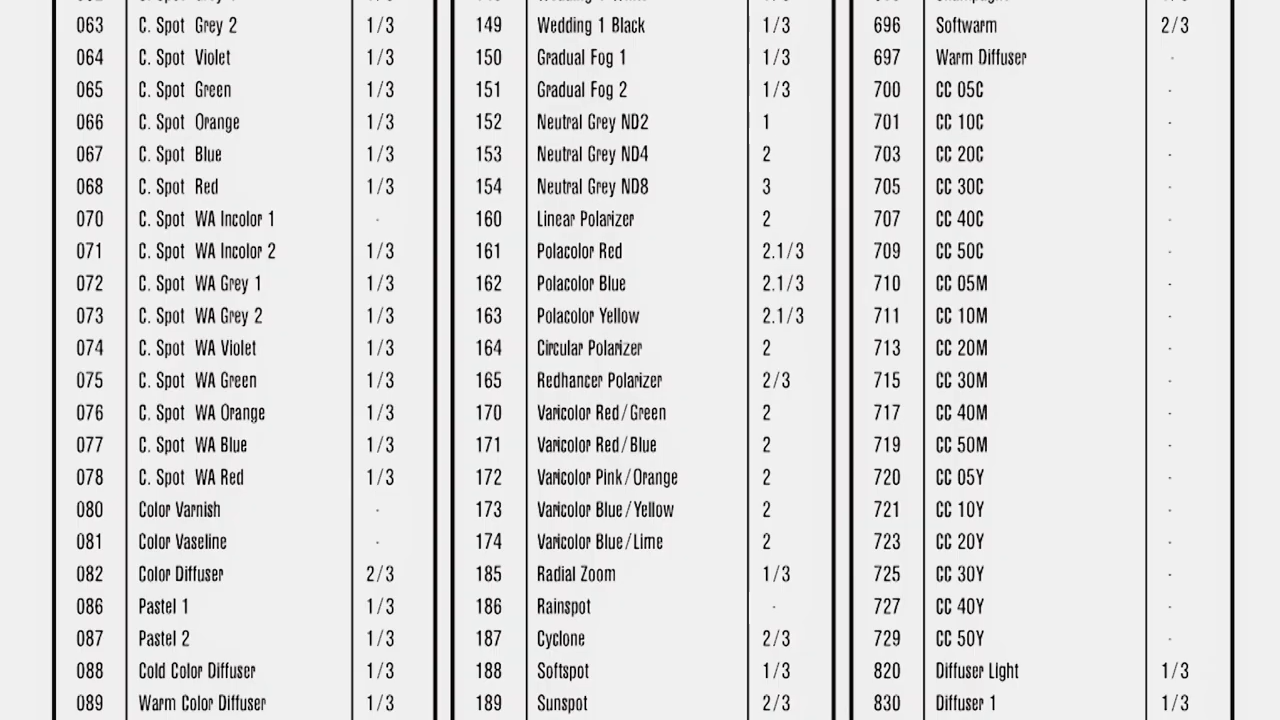 063 C. Spot Grey 2 1/3
064 C. Spot Violet 1/3
065 C. Spot Green 1/3
066 C. Spot Orange 1/3
067 C. Spot Blue 1/3
068 C. Spot Red 1/3
070 C. Spot WA Incolor 1 .
071 C. Spot WA Incolor 2 1/3
072 C. Spot WA Grey 1 1/3
073 C. Spot WA Grey 2 1/3
074 C. Spot WA Violet 1/3
075 C. Spot WA Green 1/3
076 C. Spot WA Orange 1/3
077 C. Spot WA Blue 1/3
078 C. Spot WA Red 1/3
080 Color Varnish .
081 Color Vaseline .
082 Color Diffuser 2/3
086 Pastel 1 1/3
087 Pastel 2 1/3
088 Cold Color Diffuser 1/3
089 Warm Color Diffuser 1/3
149 Wedding 1 Black 1/3
150 Gradual Fog 1 1/3
151 Gradual Fog 2 1/3
152 Neutral Grey ND2 1
153 Neutral Grey ND4 2
154 Neutral Grey ND8 3
160 Linear Polarizer 2
161 Polacolor Red 2.1/3
162 Polacolor Blue 2.1/3
163 Polacolor Yellow 2.1/3
164 Circular Polarizer 2
165 Redhancer Polarizer 2/3
170 Varicolor Red/Green 2
171 Varicolor Red/Blue 2
172 Varicolor Pink/Orange 2
173 Varicolor Blue/Yellow 2
174 Varicolor Blue/Lime 2
185 Radial Zoom 1/3
186 Rainspot .
187 Cyclone 2/3
188 Softspot 1/3
189 Sunspot 2/3
696 Softwarm 2/3
697 Warm Diffuser .
700 CC 05C .
701 CC 10C .
703 CC 20C .
705 CC 30C .
707 CC 40C .
709 CC 50C .
710 CC 05M .
711 CC 10M .
713 CC 20M .
715 CC 30M .
717 CC 40M .
719 CC 50M .
720 CC 05Y .
721 CC 10Y .
723 CC 20Y .
725 CC 30Y .
727 CC 40Y .
729 CC 50Y .
820 Diffuser Light 1/3
830 Diffuser 1 1/3